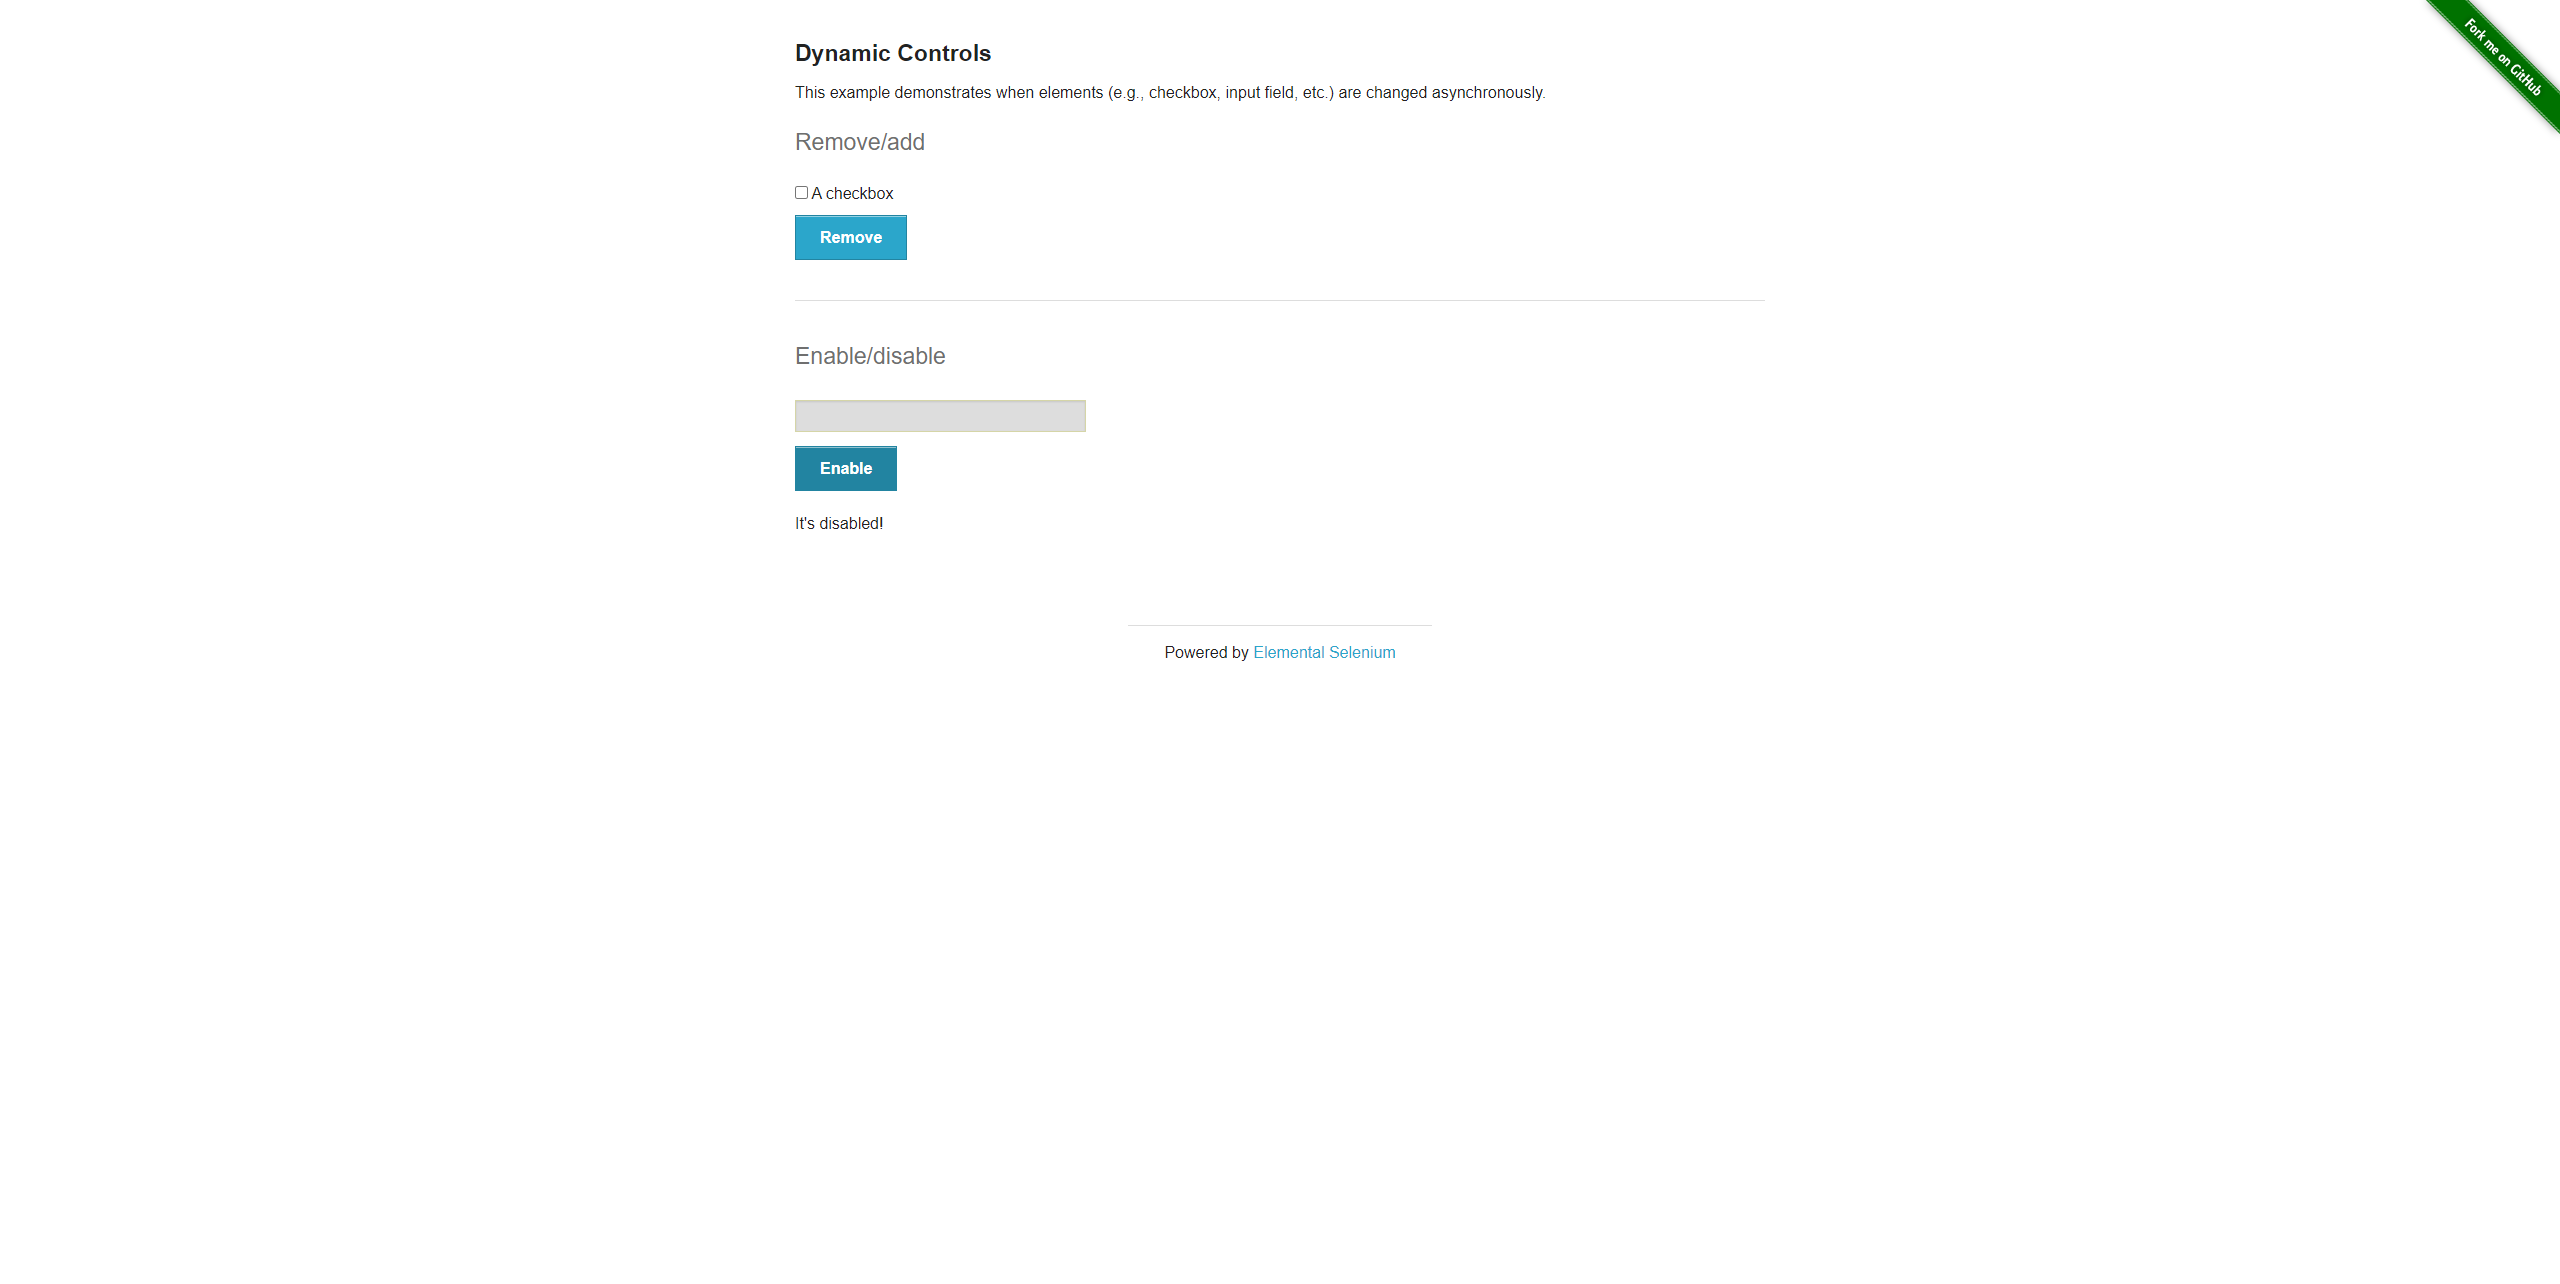 Fork me on GitHub
Dynamic Controls
This example demonstrates when elements (e.g., checkbox, input field, etc.) are changed asynchronously.
Remove/add
A checkbox
Remove
Enable/disable
Enable
It's disabled!
Powered by Elemental Selenium